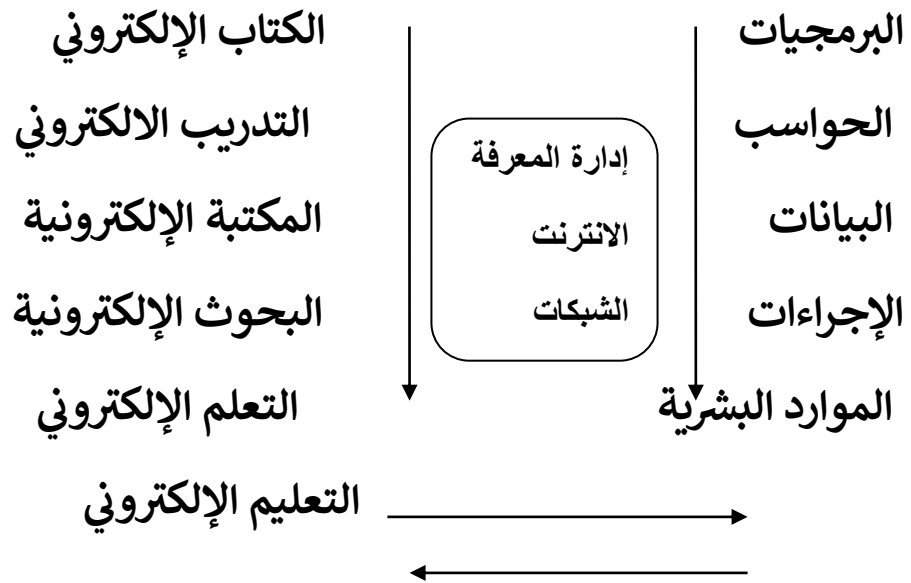 البرمجيات
الحواسب
البيانات
الإجراءات
الموارد البشرية
إدارة المعرفة
الانترنت
الشبكات
الكتاب الإلكتروني
التدريب الالكتروني
المكتبة الإلكترونية
البحوث الإلكترونية
التعلم الإلكتروني
التعليم الإلكتروني